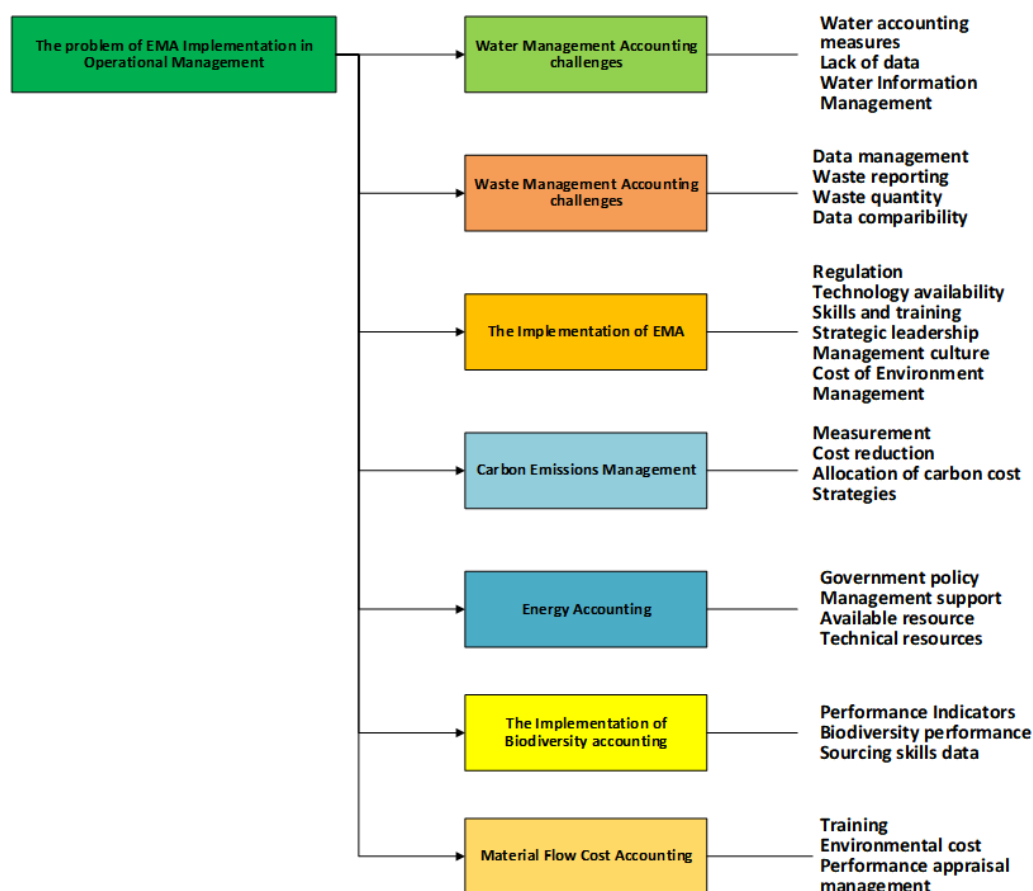 The problem of EMA Implementation in
Operational Management
Water Management Accounting
challenges
Water accounting
measures
Lack of data
Water Information
Management
Waste Management Accounting
challenges
Data management
Waste reporting
Waste quantity
Data comparibility
The Implementation of EMA
Regulation
Technology availability
Skills and training
Strategic leadership
Management culture
Cost of Environment
Management
Carbon Emissions Management
Measurement
Cost reduction
Allocation of carbon cost
Strategies
Energy Accounting
Government policy
Management support
Available resource
Technical resources
The Implementation of
Biodiversity accounting
Performance Indicators
Biodiversity performance
Sourcing skills data
Material Flow Cost Accounting
Training
Environmental cost
Performance appraisal
management